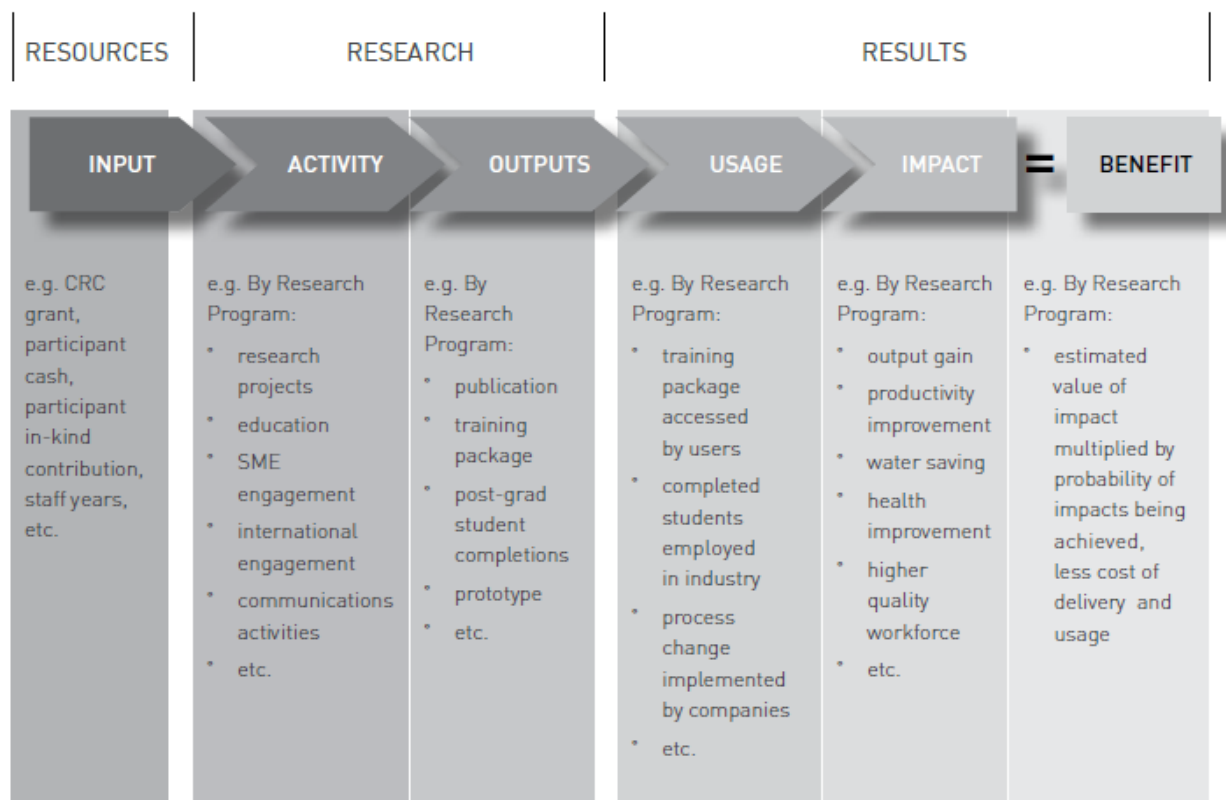 RESOURCES
RESEARCH
RESULTS
INPUT
ACTIVITY
OUTPUTS
USAGE
IMPACT
=
BENEFIT
e.g. CRC
grant,
participant
cash,
participant
in-kind
contribution,
staff years,
etc.
e.g. By Research
Program:
• research
projects
• education
• SME
engagement
• international
engagement
• communications
activities
• etc.
e.g. By
Research
Program:
• publication
• training
package
• post-grad
student
completions
• prototype
• etc.
e.g. By Research
Program:
• training
package
accessed
by users
• completed
students
employed
in industry
• process
change
implemented
by companies
• etc.
e.g. By Research
Program:
• output gain
• productivity
improvement
• water saving
• health
improvement
• higher
quality
workforce
• etc.
e.g. By Research
Program:
• estimated
value of
impact
multiplied by
probability of
impacts being
achieved,
less cost of
delivery and
usage